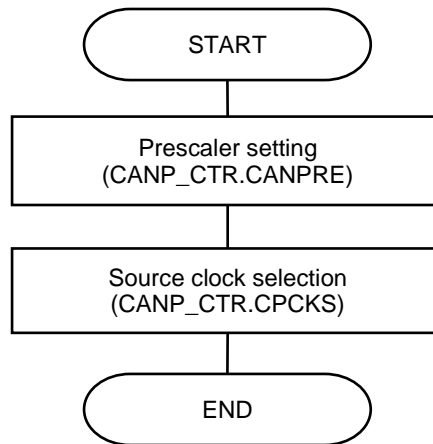 START
Prescaler setting
(CANP_CTR.CANPRE)
Source clock selection
(CANP_CTR.CPCKS)
END